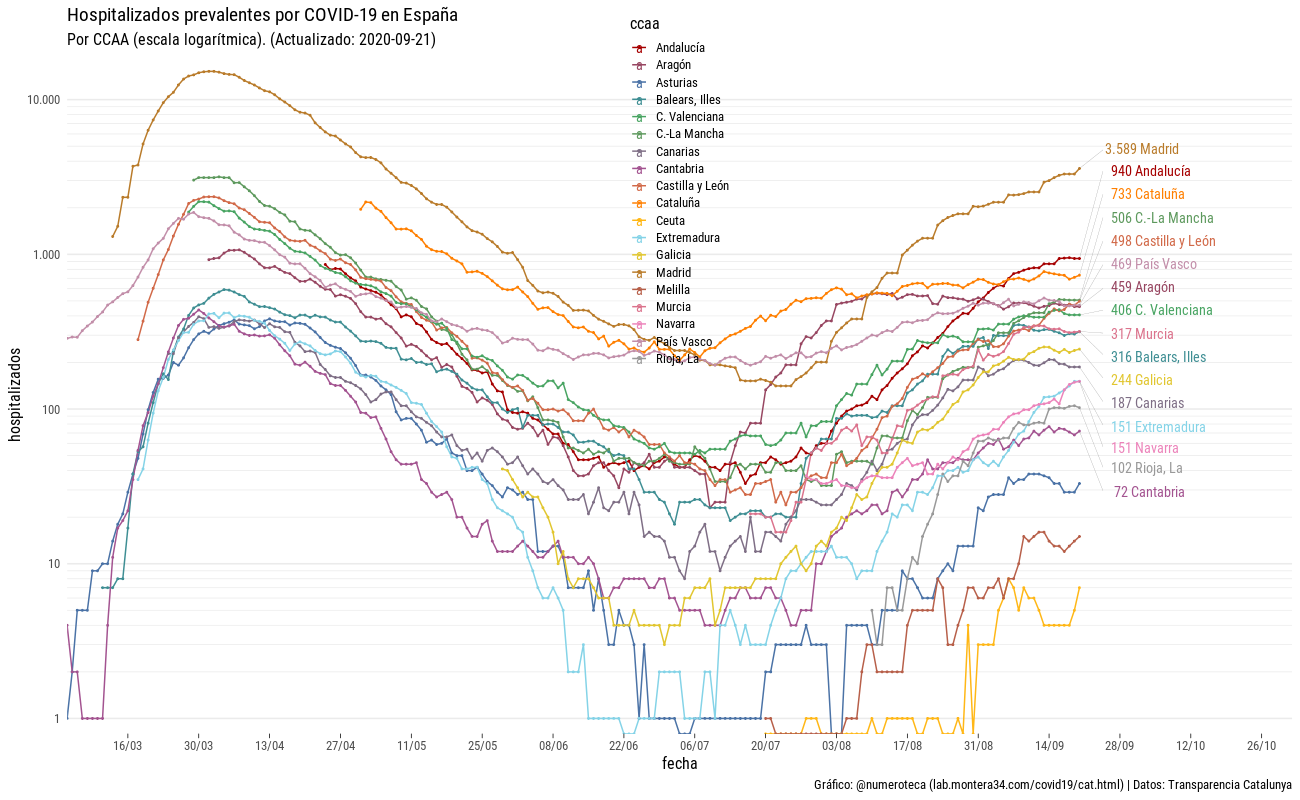 Hospitalizados prevalentes por COVID-19 en España
Por CCAA (escala logarítmica). (Actualizado: 2020-09-21)
ccaa
Andalucía
Aragón
Asturias
Balears, Illes
C. Valenciana
C.-La Mancha
Canarias
Cantabria
Castilla y León
Cataluña
Ceuta
Extremadura
Galicia
Madrid
Melilla
Murcia
Navarra
País Vasco
Rioja, La
hospitalizados
10.000
1.000
100
10
1
3.589 Madrid
940 Andalucía
733 Cataluña
506 C.-La Mancha
498 Castilla y León
469 País Vasco
459 Aragón
406 C. Valenciana
317 Murcia
316 Balears, Illes
244 Galicia
187 Canarias
151 Extremadura
151 Navarra
102 Rioja, La
72 Cantabria
16/03 30/03 13/04 27/04 11/05 25/05 08/06 22/06 06/07 20/07 03/08 17/08 31/08 14/09 28/09 12/10 26/10
fecha
Gráfico: @numeroteca (lab.montera34.com/covid19/cat.html) | Datos: Transparencia Catalunya